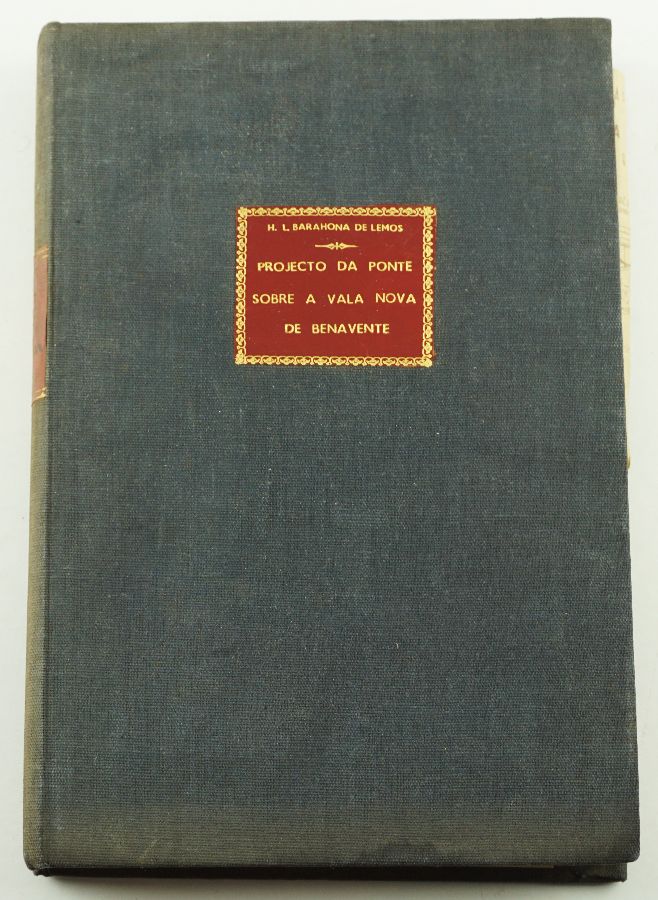 H. L. BARAHONA DE LEMOS
PROJECTO DA PONTE
SOBRE A VALA NOVA
DE BENAVENTE